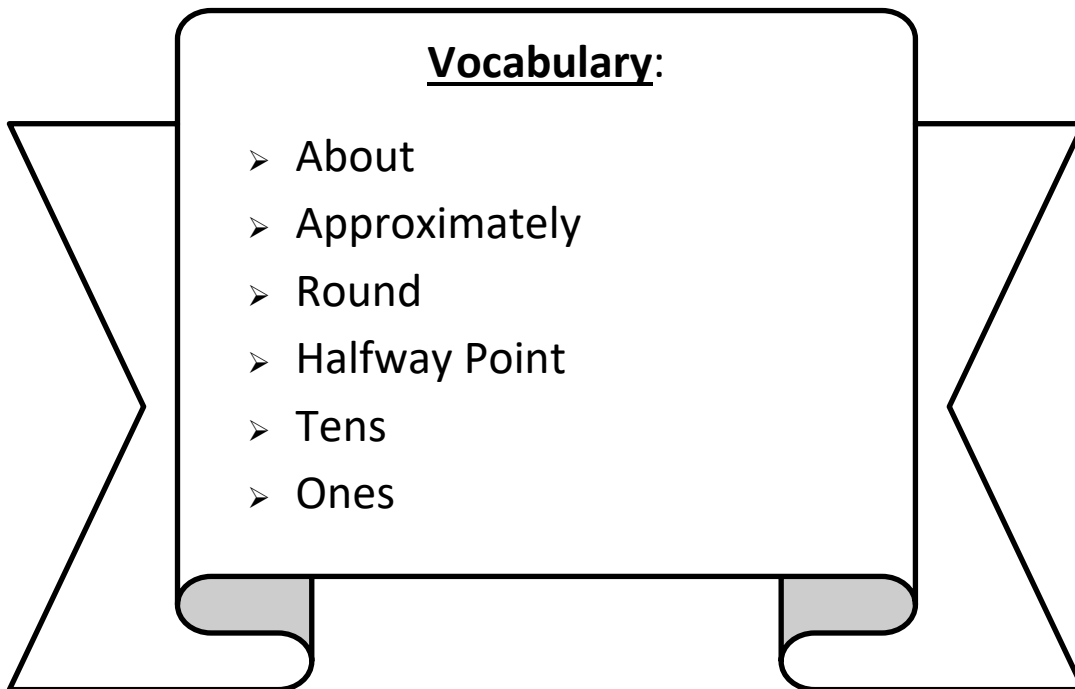 Vocabulary:
➢ About
➢ Approximately
➢ Round
➢ Halfway Point
➢ Tens
➢ Ones